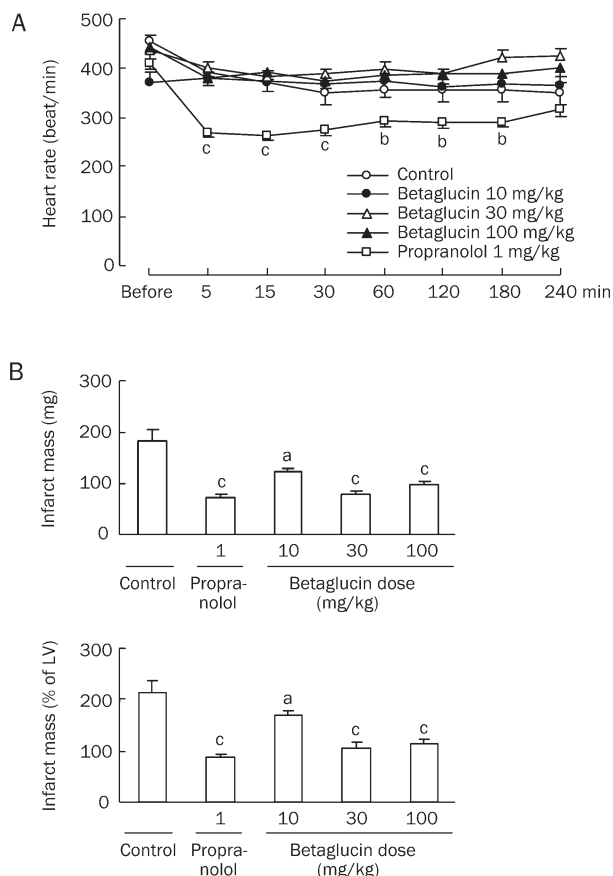 A
Heart rate (beat/min)
500
400
300
200
100
0
c c c b b b
Control
Betaglucin 10 mg/kg
Betaglucin 30 mg/kg
Betaglucin 100 mg/kg
Propranolol 1 mg/kg
Before 5 15 30 60 120 180 240 min
B
Infarct mass (mg)
300
200
100
0
c a c c
1 10 30 100
Control Propra- Betaglucin dose
nolol (mg/kg)
Infarct mass (% of LV)
300
200
100
0
c a c c
1 10 30 100
Control Propra- Betaglucin dose
nolol (mg/kg)